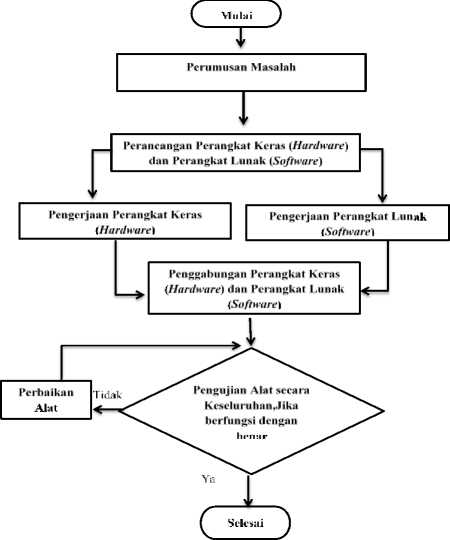 Mulai
Perumusan Masalah
Perancangan Perangkat Keras (Hardware)
dan Perangkat Lunak (Software)
Pengerjaan Perangkat Keras
(Hardware)
Pengerjaan Perangkat Lunak
(Software)
Penggabungan Perangkat Keras
(Hardware) dan Perangkat Lunak
(Software)
Pengujian Alat secara
Keseluruhan,Jika
berfungsi dengan
benar
Perbaikan
Alat
Tidak
Ya
Selesai